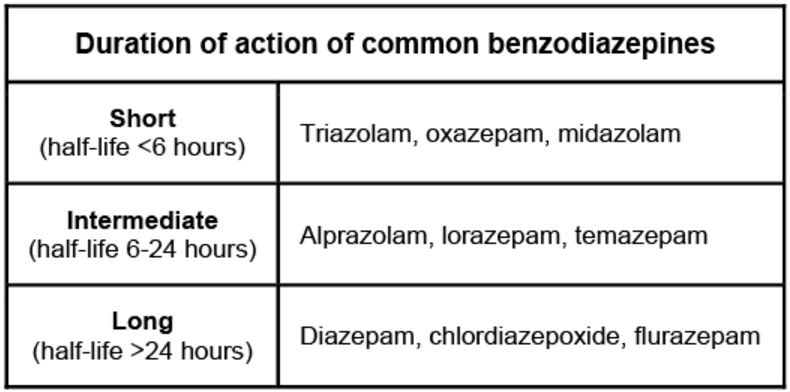 Duration of action of common benzodiazepines
Short
(half-life <6 hours)
Triazolam, oxazepam, midazolam
Intermediate
(half-life 6-24 hours)
Alprazolam, lorazepam, temazepam
Long
(half-life >24 hours)
Diazepam, chlordiazepoxide, flurazepam